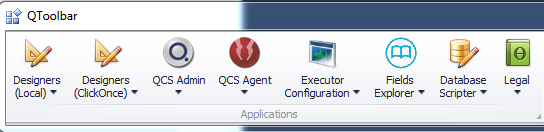 QToolbar
Designers (Local)
Designers (ClickOnce)
QCS Admin
QCS Agent
Executor Configuration
Fields Explorer
Database Scripter
Legal
Applications